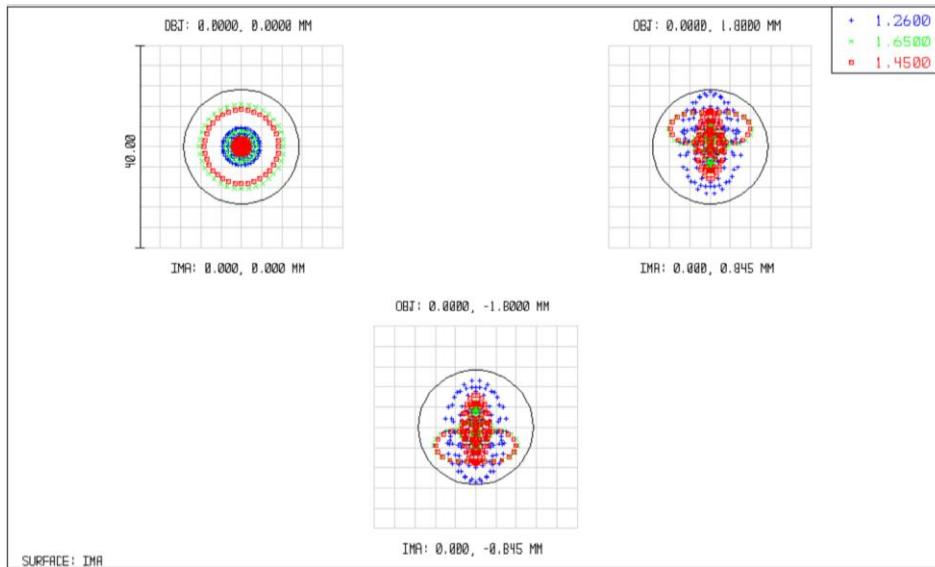 OBJ: 0.0000, 0.0000 MM
OBJ: 0.0000, 1.8000 MM
1.2600
1.6500
1.4500
40.00
IMA: 0.000, 0.000 MM
IMA: 0.000, 0.845 MM
OBJ: 0.0000, -1.8000 MM
IMA: 0.000, -0.845 MM
SURFACE: IMA